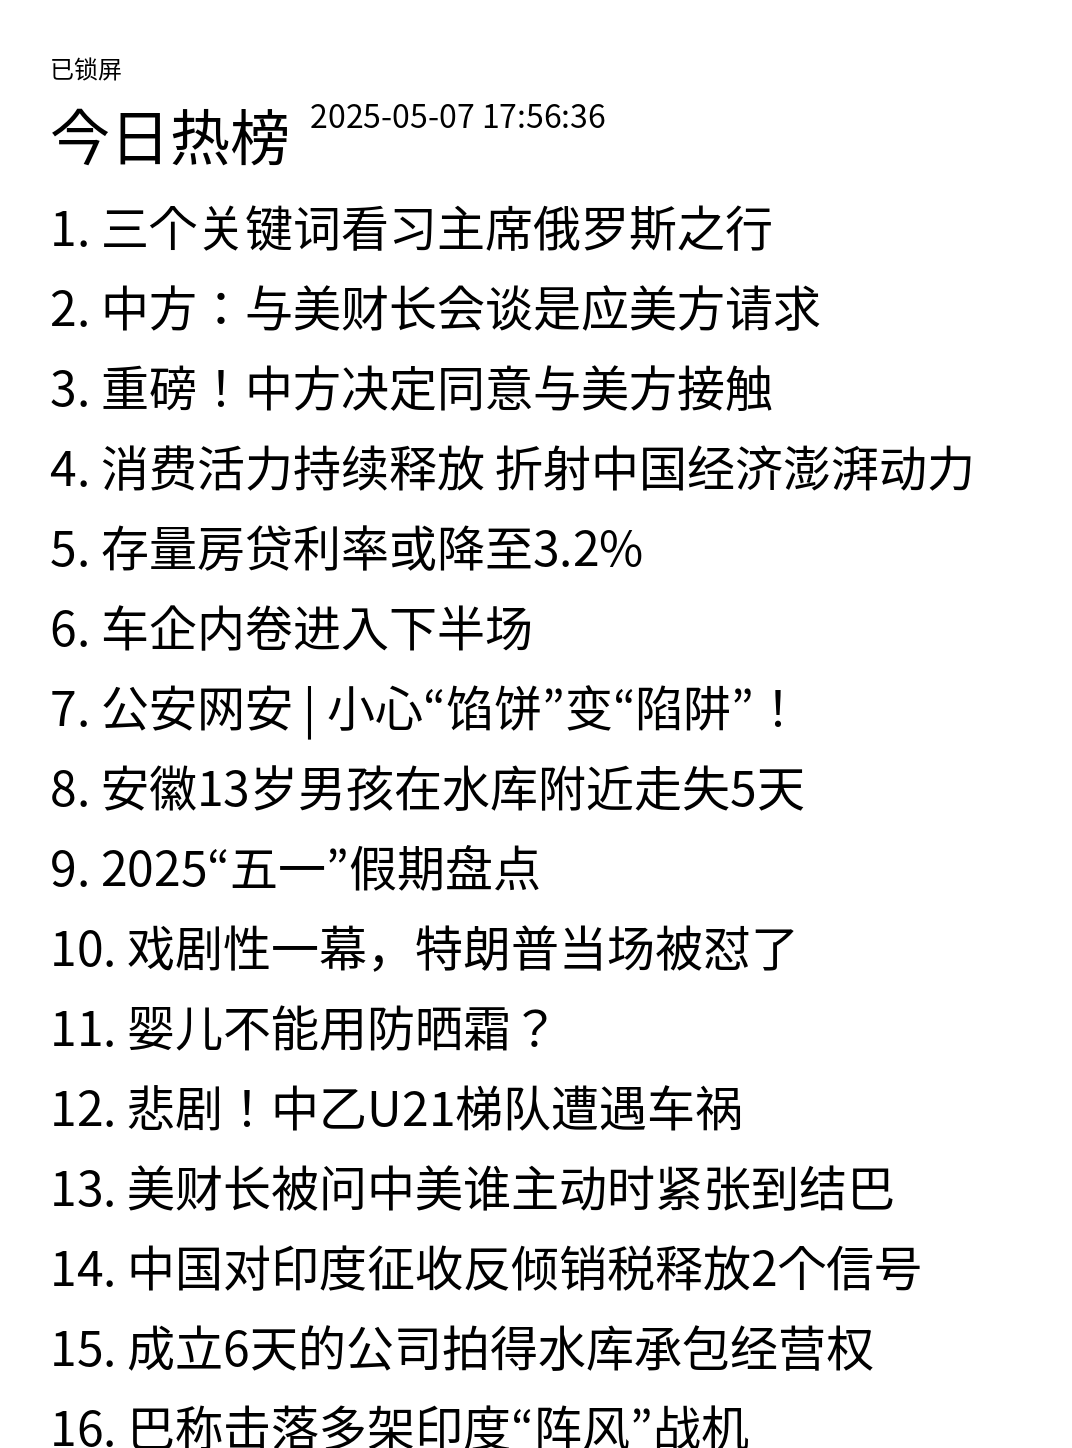 已锁屏
今日热榜 2025-05-07 17:56:36
1. 三个关键词看习主席俄罗斯之行
2. 中方：与美财长会谈是应美方请求
3. 重磅！中方决定同意与美方接触
4. 消费活力持续释放 折射中国经济澎湃动力
5. 存量房贷利率或降至3.2%
6. 车企内卷进入下半场
7. 公安网安 | 小心“馅饼”变“陷阱”！
8. 安徽13岁男孩在水库附近走失5天
9. 2025“五一”假期盘点
10. 戏剧性一幕，特朗普当场被怼了
11. 婴儿不能用防晒霜？
12. 悲剧！中乙U21梯队遭遇车祸
13. 美财长被问中美谁主动时紧张到结巴
14. 中国对印度征收反倾销税释放2个信号
15. 成立6天的公司拍得水库承包经营权
16. 巴称击落多架印度“阵风”战机